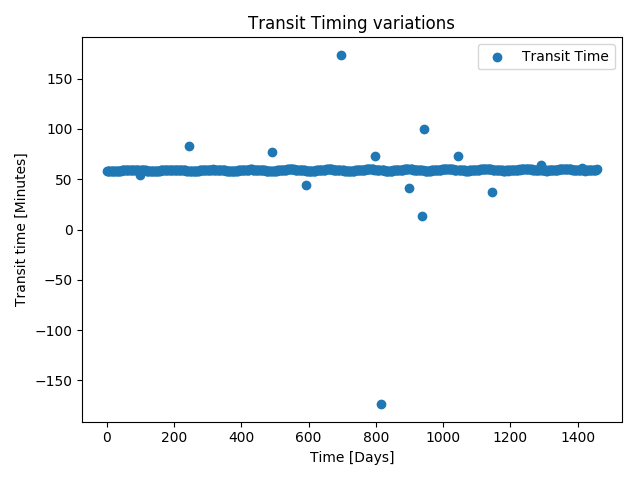 Transit Timing variations
Transit Time
Transit time [Minutes]
150
100
50
0
−50
−100
−150
0 200 400 600 800 1000 1200 1400
Time [Days]